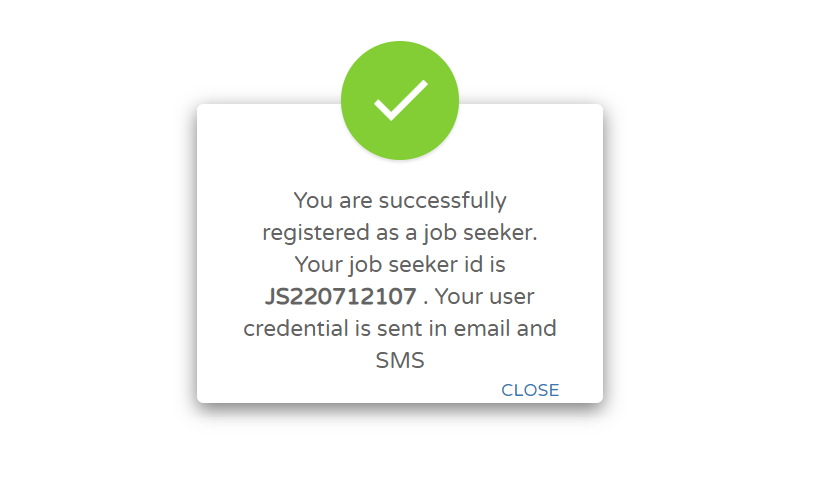 You are successfully
registered as a job seeker.
Your job seeker id is
JS220712107 . Your user
credential is sent in email and
SMS
CLOSE